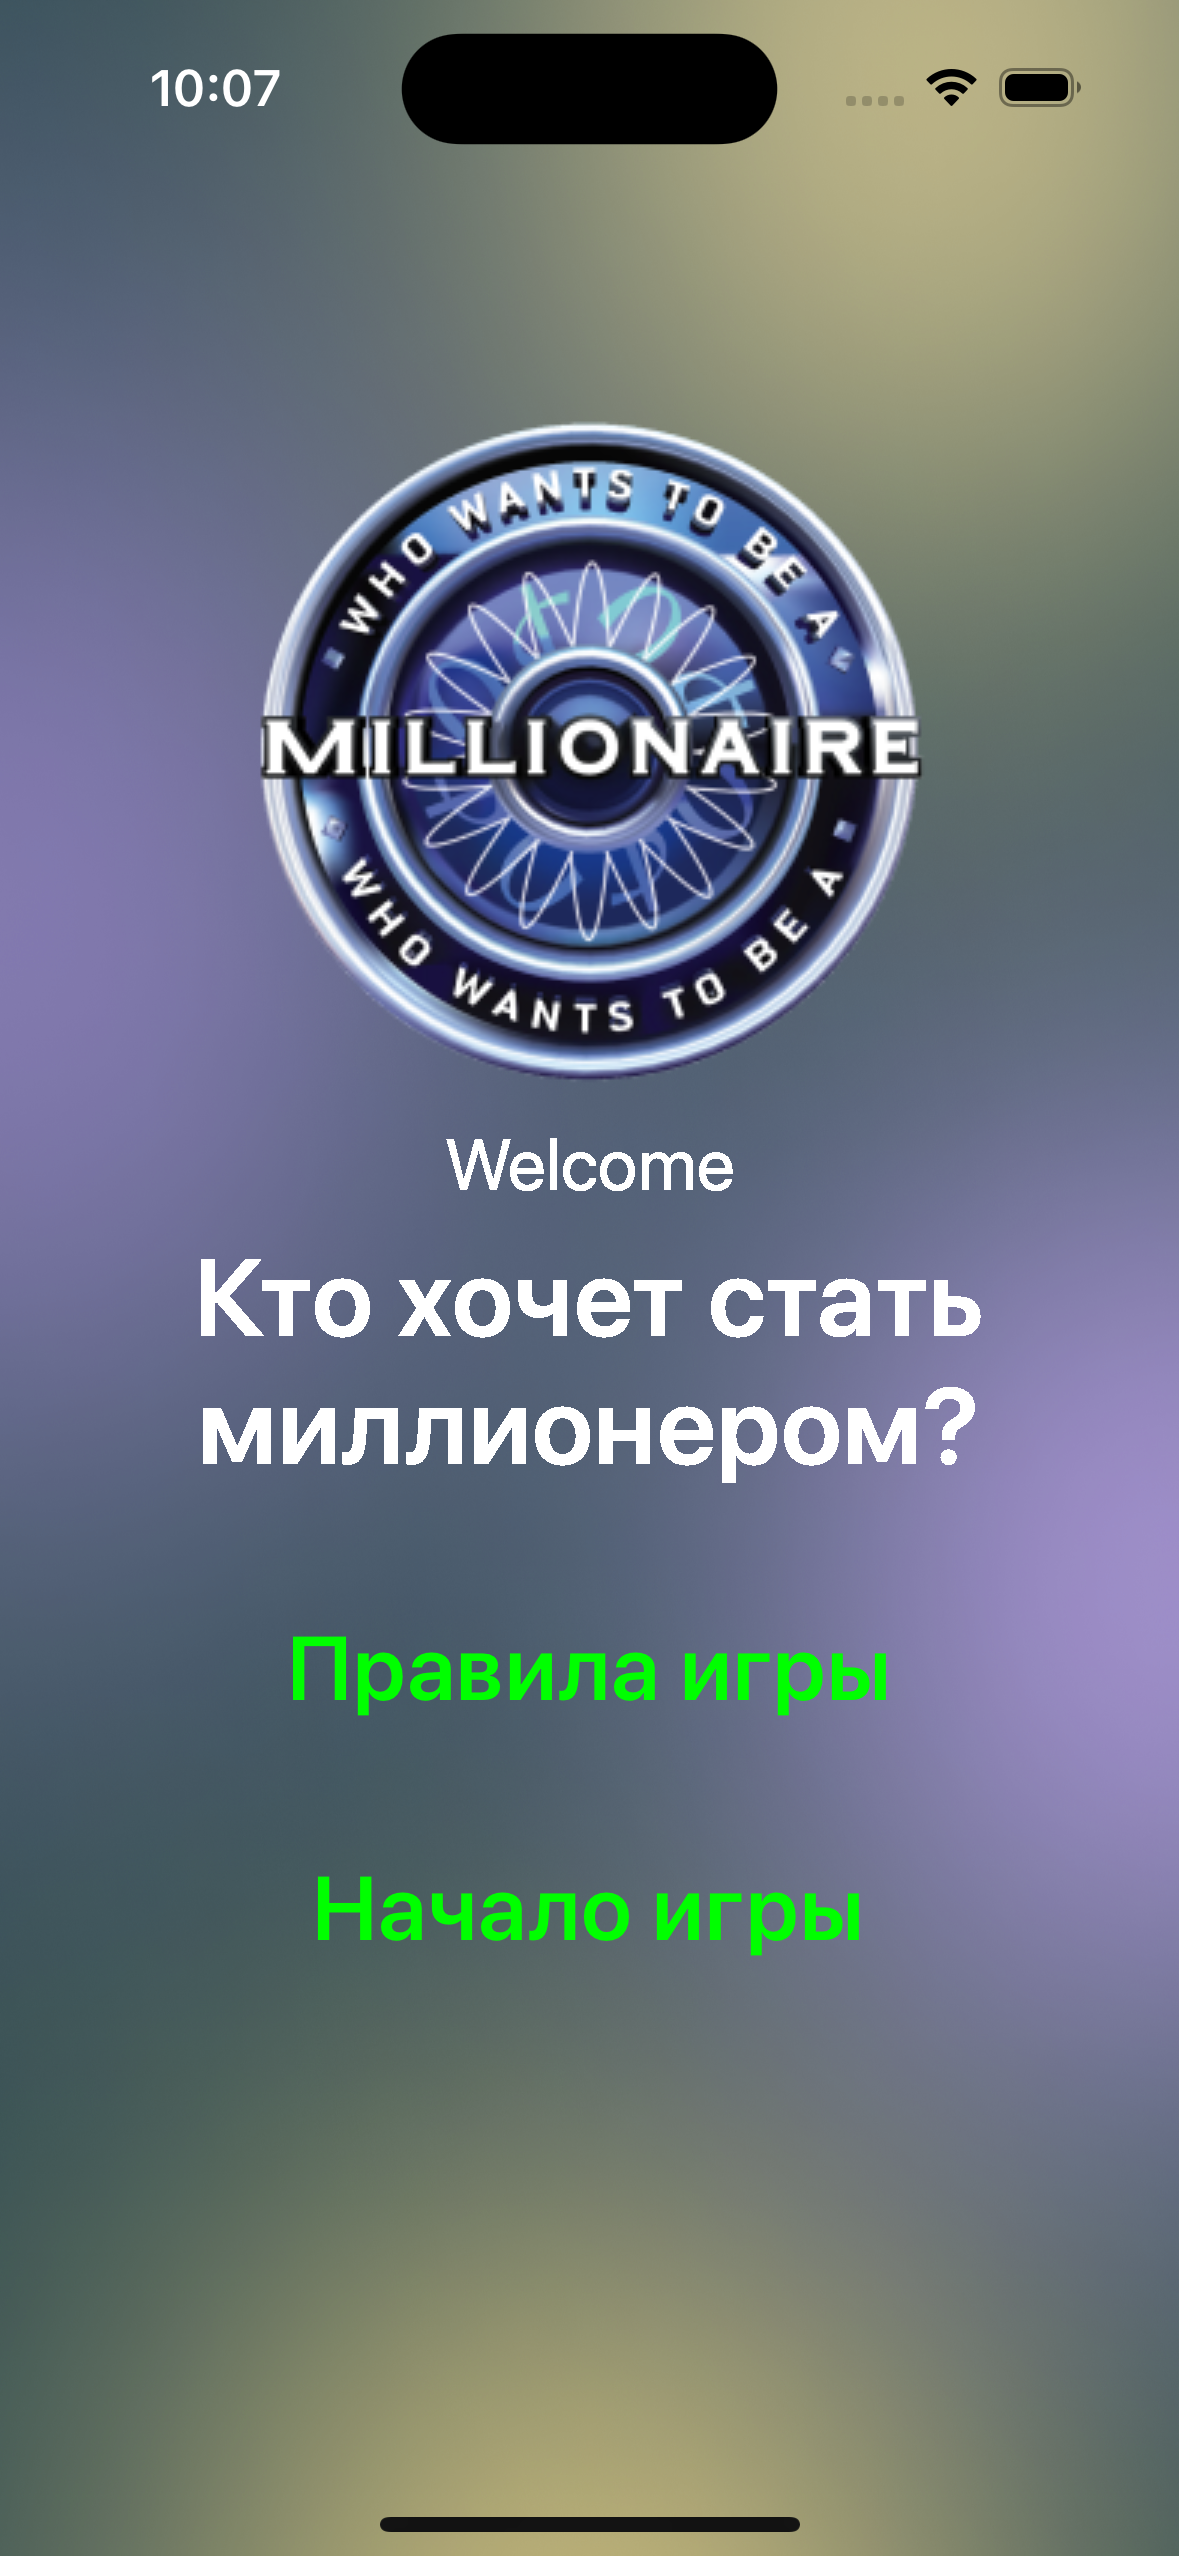 10:07
WHO WANTS TO BE A
MILLIONAIRE
WHO WANTS TO BE A
Welcome
Кто хочет стать
миллионером?
Правила игры
Начало игры